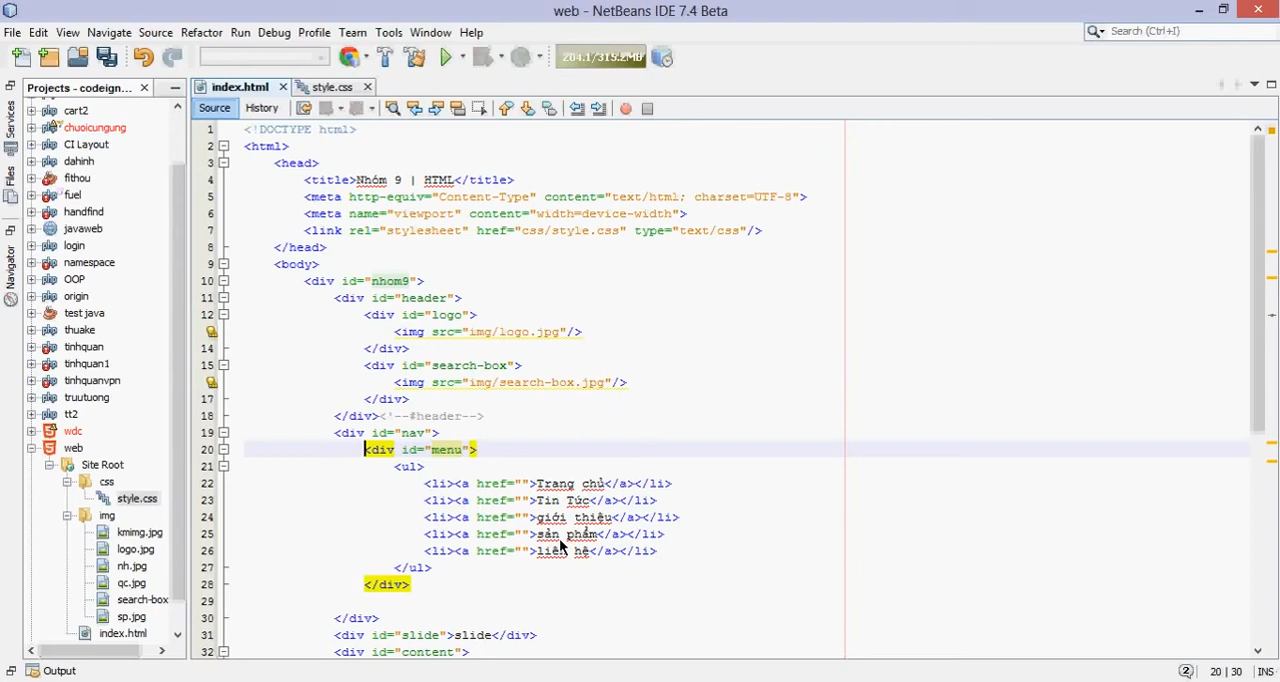 web - NetBeans IDE 7.4 Beta
File Edit View Navigate Source Refactor Run Debug Profile Team Tools Window Help
Search (Ctrl+I)
204.1/315.2MB
Projects - codeign...
index.html
style.css
Source History
Services
Files
Navigator
cart2
chuoicungung
CI Layout
dahinh
fithou
fuel
handfind
javaweb
login
namespace
OOP
origin
test java
thuake
tinhquan
tinhquan1
tinhquanvpn
truutuong
tt2
wdc
web
Site Root
css
style.css
img
kmimg.jpg
logo.jpg
nh.jpg
qc.jpg
search-box
sp.jpg
index.html
1 <!DOCTYPE html>
2 <html>
3 <head>
4 <title>Nhóm 9 | HTML</title>
5 <meta http-equiv="Content-Type" content="text/html; charset=UTF-8">
6 <meta name="viewport" content="width=device-width">
7 <link rel="stylesheet" href="css/style.css" type="text/css"/>
8 </head>
9 <body>
10 <div id="nhom9">
11 <div id="header">
12 <div id="logo">
<img src="img/logo.jpg"/>
14 </div>
15 <div id="search-box">
<img src="img/search-box.jpg"/>
17 </div>
18 </div><!--#header-->
19 <div id="nav">
20 <div id="menu">
21 <ul>
22 <li><a href="">Trang chủ</a></li>
23 <li><a href="">Tin Tức</a></li>
24 <li><a href="">giới thiệu</a></li>
25 <li><a href="">sản phẩm</a></li>
26 <li><a href="">liên hệ</a></li>
27 </ul>
28 </div>
29
30 </div>
31 <div id="slide">slide</div>
32 <div id="content">
Output
2
20 | 30
INS